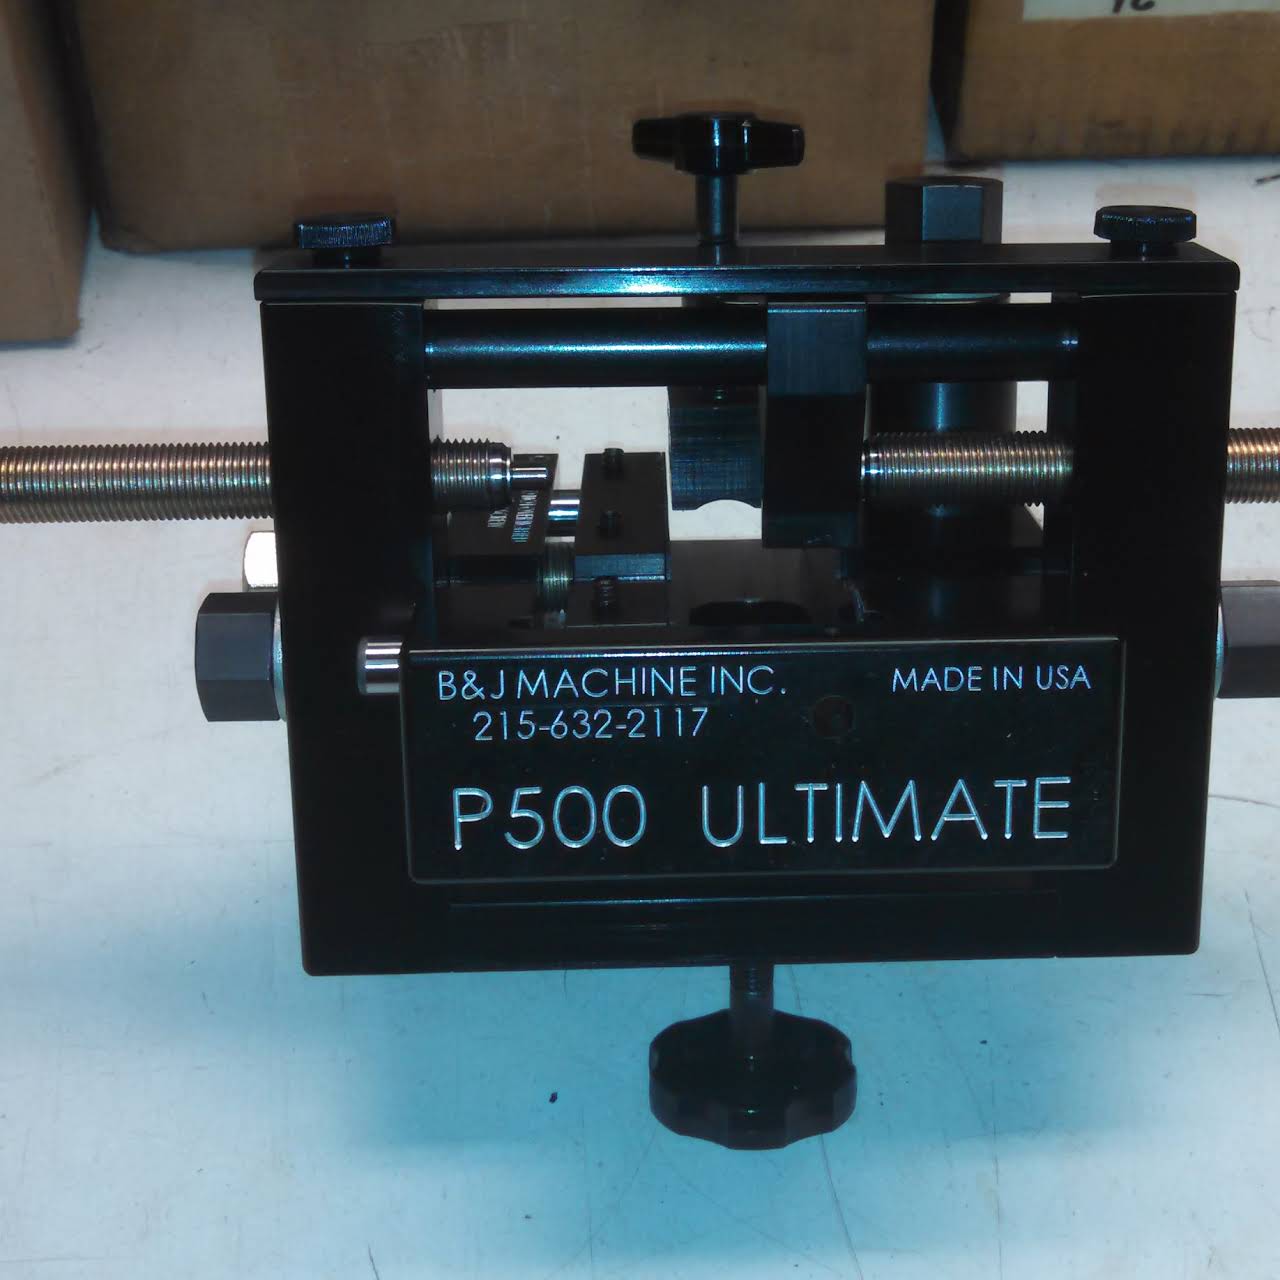 B&J MACHINE INC. MADE IN USA
215-632-2117
P500 ULTIMATE